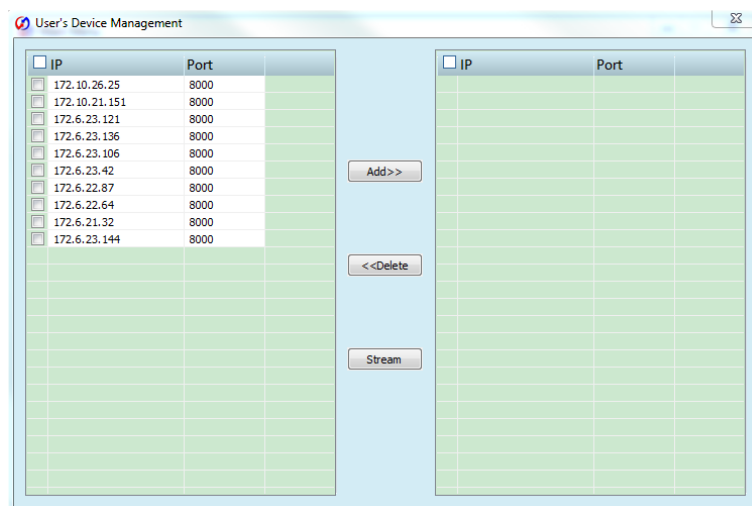 User's Device Management
IP Port
172.10.26.25 8000
172.10.21.151 8000
172.6.23.121 8000
172.6.23.136 8000
172.6.23.106 8000
172.6.23.42 8000
172.6.22.87 8000
172.6.22.64 8000
172.6.21.32 8000
172.6.23.144 8000
Add>>
<<Delete
Stream
IP Port